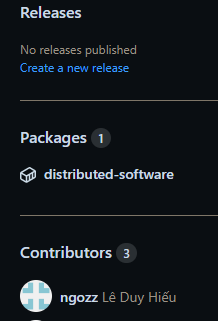 Releases
No releases published
Create a new release
Packages 1
distributed-software
Contributors 3
ngozz Lê Duy Hiếu